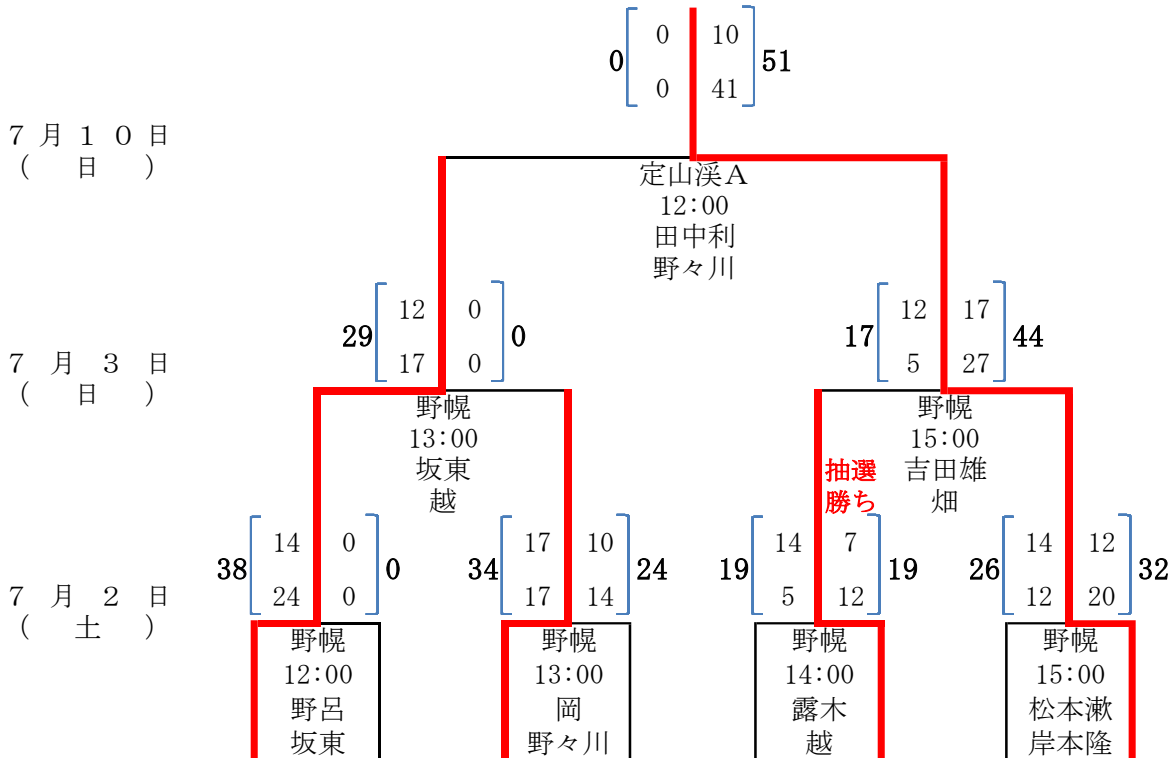 0 0 10 51
0 41
７月１０日
（日）
定山渓Ａ
12:00
田中利
野々川
29 12 0 0
17 0
17 12 17 44
5 27
７月３日
（日）
野幌
13:00
坂東
越
野幌
15:00
吉田雄
畑
抽選
勝ち
38 14 0 0
24 0
34 17 10 24
17 14
19 14 7 19
5 12
26 14 12 32
12 20
７月２日
（土）
野幌
12:00
野呂
坂東
野幌
13:00
岡
野々川
野幌
14:00
露木
越
野幌
15:00
松本漱
岸本隆